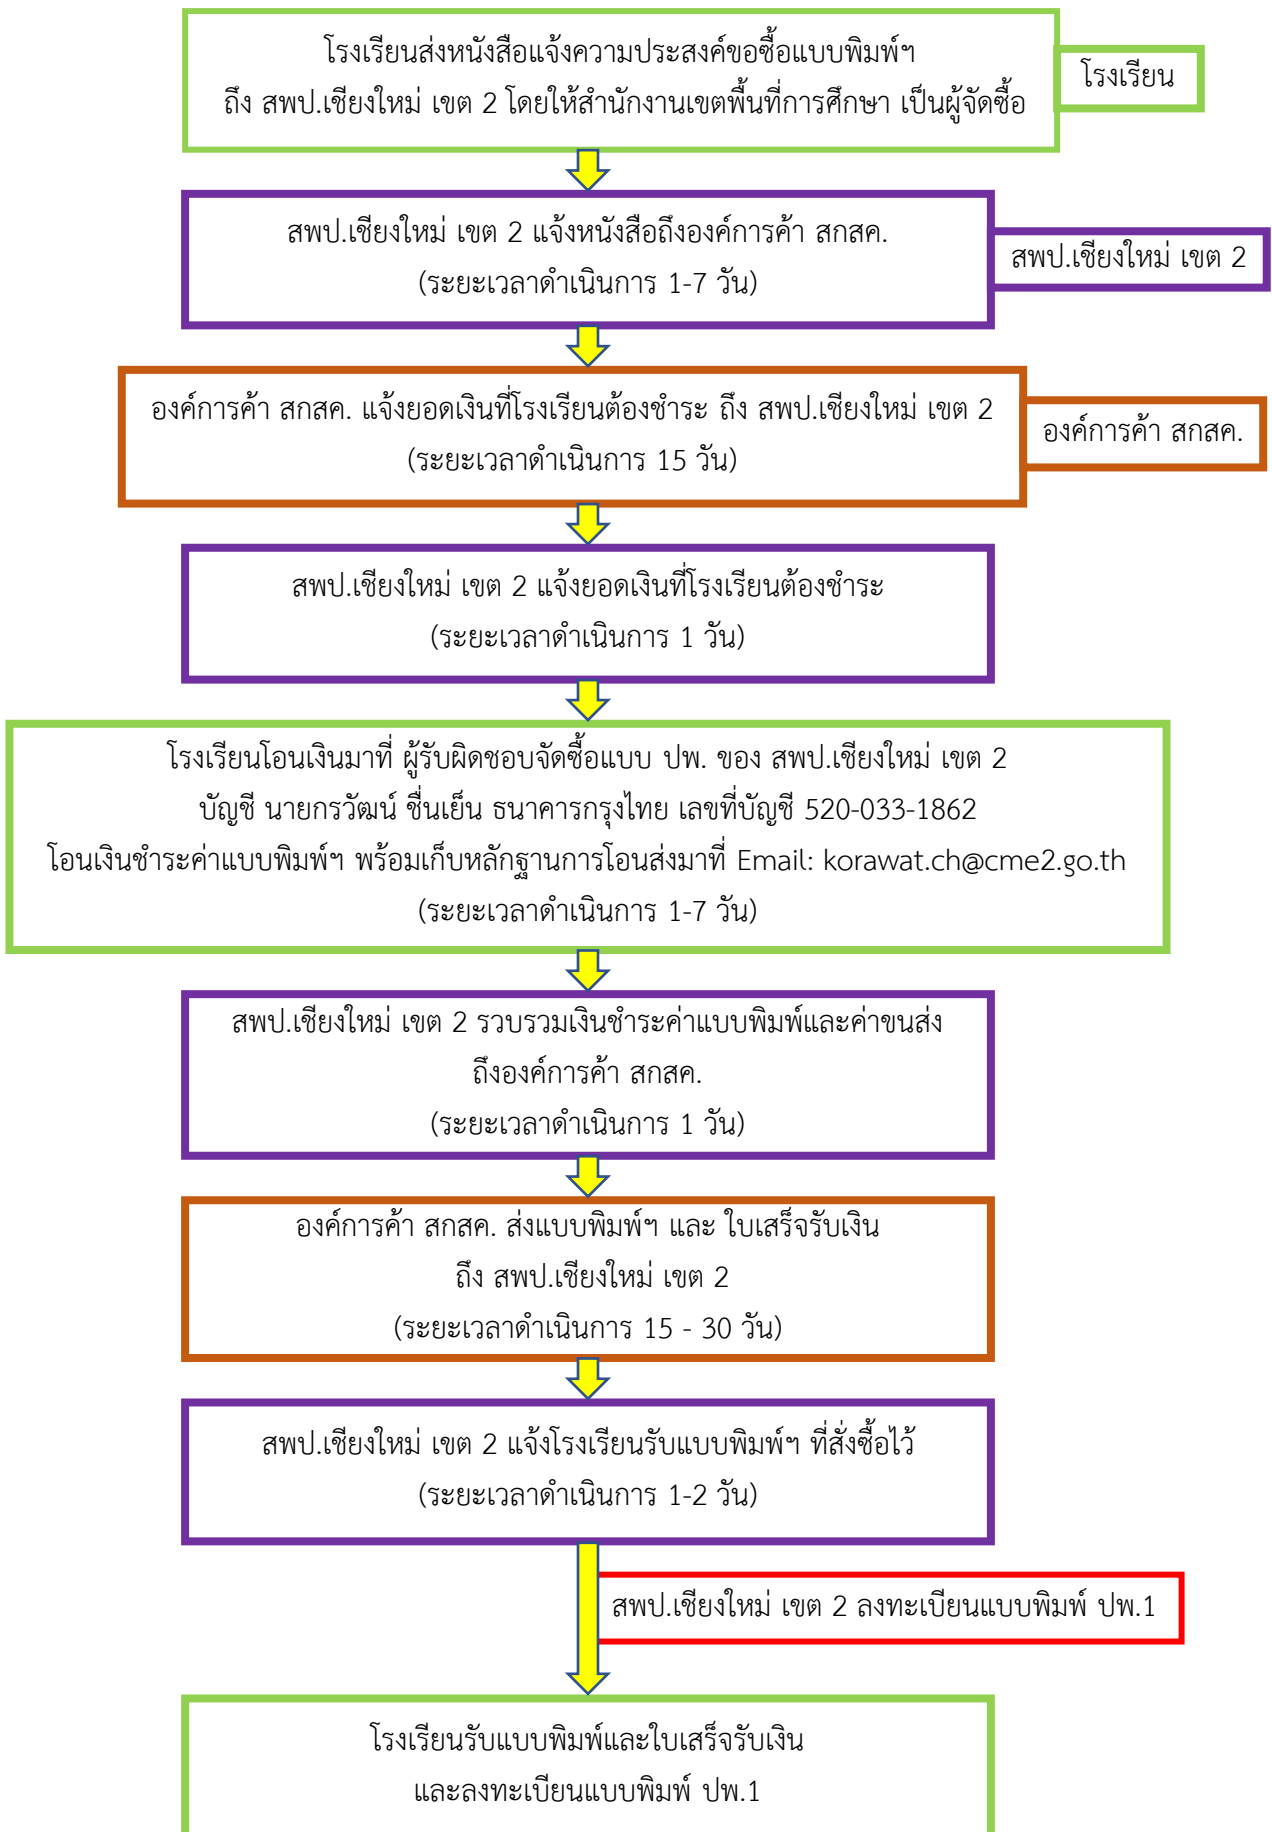 โรงเรียนส่งหนังสือแจ้งความประสงค์ขอซื้อแบบพิมพ์ฯ
ถึง สพป.เชียงใหม่ เขต 2 โดยให้สำนักงานเขตพื้นที่การศึกษา เป็นผู้จัดซื้อ
โรงเรียน
สพป.เชียงใหม่ เขต 2 แจ้งหนังสือถึงองค์การค้า สกสค.
(ระยะเวลาดำเนินการ 1-7 วัน)
สพป.เชียงใหม่ เขต 2
องค์การค้า สกสค. แจ้งยอดเงินที่โรงเรียนต้องชำระ ถึง สพป.เชียงใหม่ เขต 2
(ระยะเวลาดำเนินการ 15 วัน)
องค์การค้า สกสค.
สพป.เชียงใหม่ เขต 2 แจ้งยอดเงินที่โรงเรียนต้องชำระ
(ระยะเวลาดำเนินการ 1 วัน)
โรงเรียนโอนเงินมาที่ ผู้รับผิดชอบจัดซื้อแบบ ปพ. ของ สพป.เชียงใหม่ เขต 2
บัญชี นายกรวัฒน์ ชื่นเย็น ธนาคารกรุงไทย เลขที่บัญชี 520-033-1862
โอนเงินชำระค่าแบบพิมพ์ฯ พร้อมเก็บหลักฐานการโอนส่งมาที่ Email: korawat.ch@cme2.go.th
(ระยะเวลาดำเนินการ 1-7 วัน)
สพป.เชียงใหม่ เขต 2 รวบรวมเงินชำระค่าแบบพิมพ์และค่าขนส่ง
ถึงองค์การค้า สกสค.
(ระยะเวลาดำเนินการ 1 วัน)
องค์การค้า สกสค. ส่งแบบพิมพ์ฯ และ ใบเสร็จรับเงิน
ถึง สพป.เชียงใหม่ เขต 2
(ระยะเวลาดำเนินการ 15 - 30 วัน)
สพป.เชียงใหม่ เขต 2 แจ้งโรงเรียนรับแบบพิมพ์ฯ ที่สั่งซื้อไว้
(ระยะเวลาดำเนินการ 1-2 วัน)
สพป.เชียงใหม่ เขต 2 ลงทะเบียนแบบพิมพ์ ปพ.1
โรงเรียนรับแบบพิมพ์และใบเสร็จรับเงิน
และลงทะเบียนแบบพิมพ์ ปพ.1